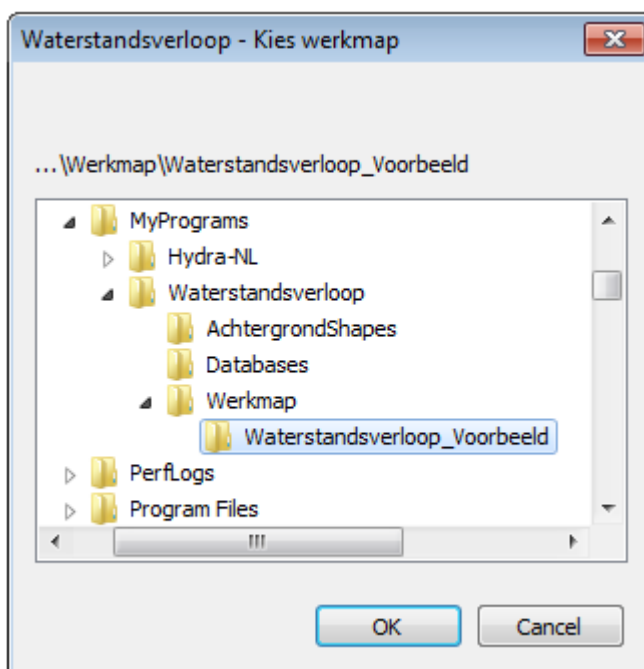 Waterstandsverloop - Kies werkmap
...\Werkmap\Waterstandsverloop_Voorbeeld
MyPrograms
Hydra-NL
Waterstandsverloop
AchtergrondShapes
Databases
Werkmap
Waterstandsverloop_Voorbeeld
PerfLogs
Program Files
OK Cancel